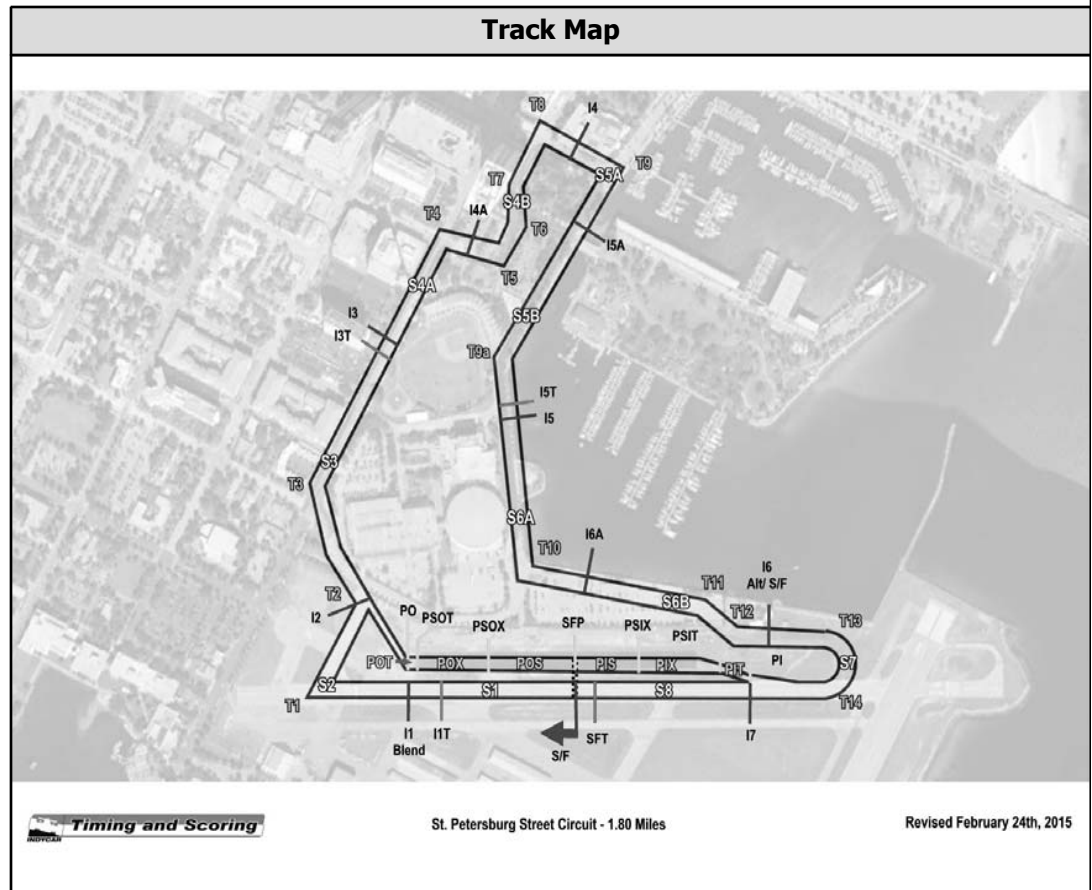 Track Map
T8
I4
T9
S5A
T7
I4A
S4B
T4
T6
I5A
T5
S4A
I3
S5B
I3T
T9a
I5T
I5
S3
T3
S6A
T10
I6A
I6
Alt/ S/F
T11
S6B
T12
T13
T2
I2
PO
PSOT
PSOX
SFP
PSIX
PSIT
PI
POT
POX
POS
PIS
PIX
PIT
S7
S2
S1
S8
T1
T14
I1
Blend
I1T
S/F
SFT
I7
INDYCAR
Timing and Scoring
St. Petersburg Street Circuit - 1.80 Miles
Revised February 24th, 2015